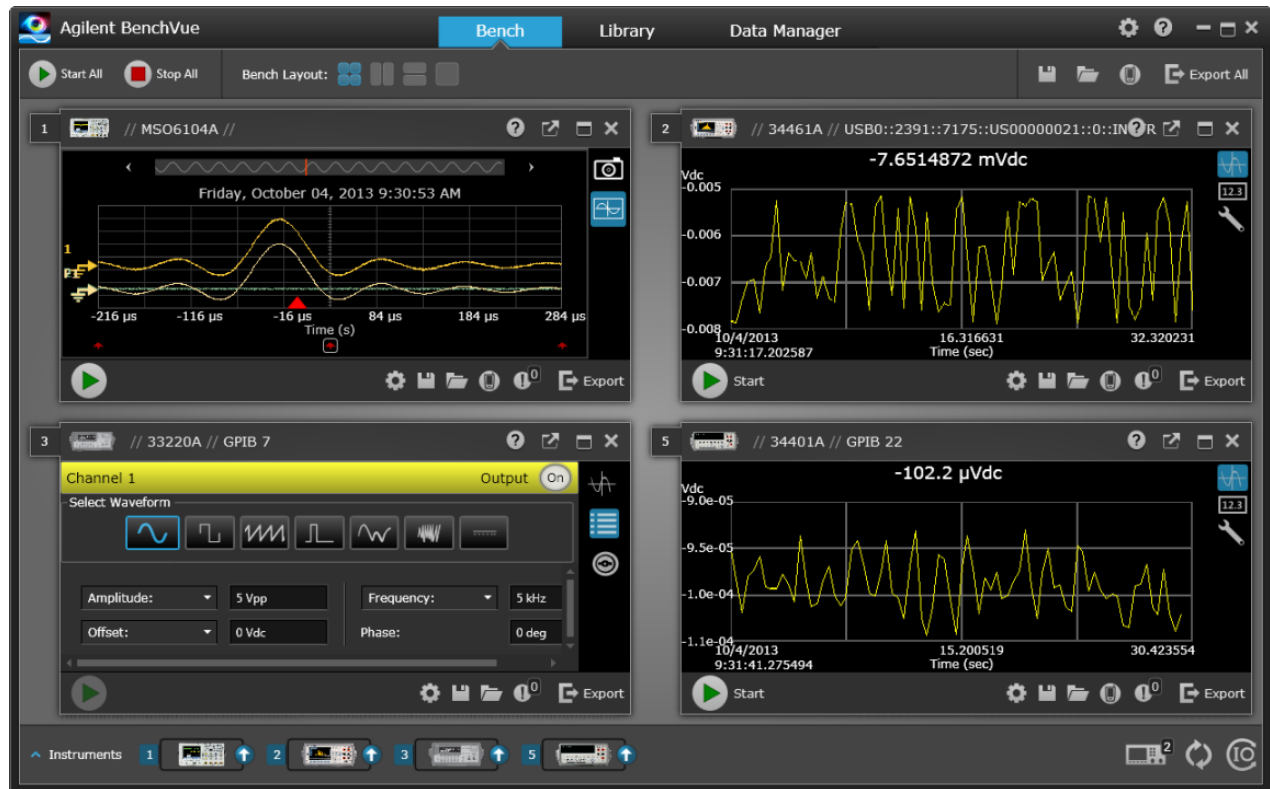 Agilent BenchVue
Bench
Library
Data Manager
Start All
Stop All
Bench Layout:
Export All
1
// MSO6104A //
Friday, October 04, 2013 9:30:53 AM
1
-216 µs
-116 µs
-16 µs
84 µs
184 µs
284 µs
Time (s)
0
Export
2
// 34461A // USB0::2391::7175::US00000021::0::IN R
-7.6514872 mVdc
Vdc
-0.005
-0.006
-0.007
-0.008
12.3
10/4/2013
9:31:17.202587
16.316631
Time (sec)
32.320231
Start
0
Export
3
// 33220A // GPIB 7
Channel 1
Output
On
Select Waveform
Amplitude:
5 Vpp
Frequency:
5 kHz
Offset:
0 Vdc
Phase:
0 deg
0
Export
5
// 34401A // GPIB 22
-102.2 µVdc
Vdc
-9.0e-05
-9.5e-05
-1.0e-04
-1.1e-04
12.3
10/4/2013
9:31:41.275494
15.200519
Time (sec)
30.423554
Start
0
Export
Instruments
1
2
3
5
2
IO